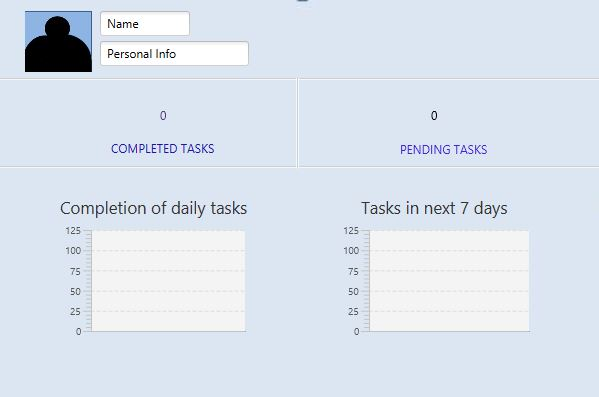 Name
Personal Info
0
COMPLETED TASKS
0
PENDING TASKS
Completion of daily tasks
125
100
75
50
25
0
Tasks in next 7 days
125
100
75
50
25
0